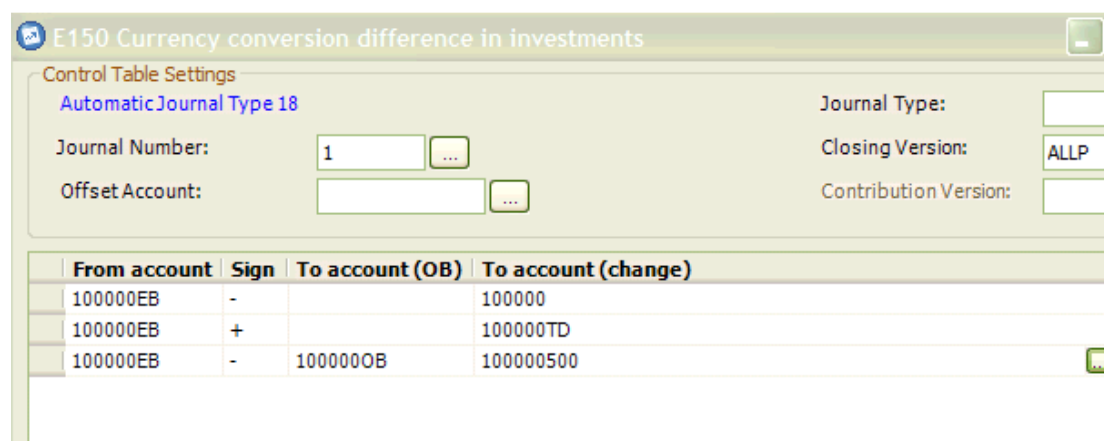 E150 Currency conversion difference in investments
Control Table Settings
Automatic Journal Type 18
Journal Type:
Journal Number: 1 ...
Closing Version: ALLP
Offset Account: ...
Contribution Version:
From account Sign To account (OB) To account (change)
100000EB - 100000
100000EB + 100000TD
100000EB - 100000OB 100000500 ...